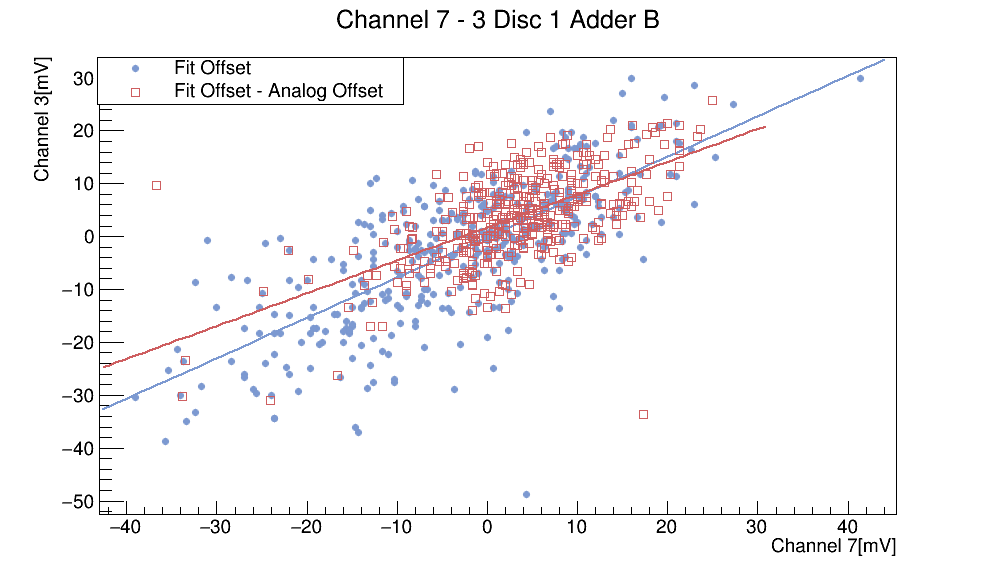 Channel 7 - 3 Disc 1 Adder B
Channel 3[mV]
Fit Offset
Fit Offset - Analog Offset
30
20
10
0
−10
−20
−30
−40
−50
−40 −30 −20 −10 0 10 20 30 40
Channel 7[mV]